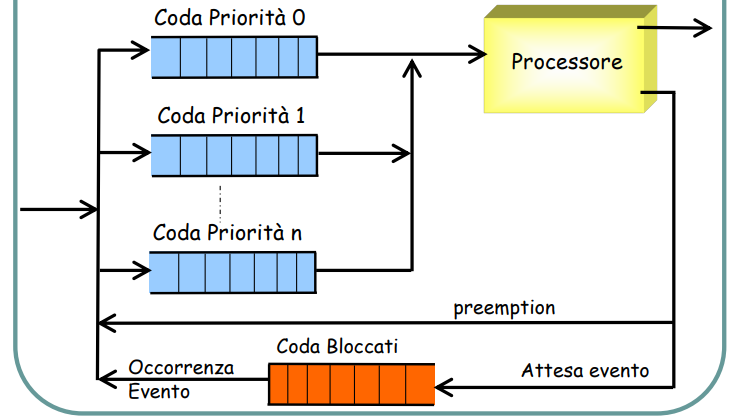 Coda Priorità 0
Processore
Coda Priorità 1
Coda Priorità n
preemption
Coda Bloccati
Occorrenza
Evento
Attesa evento